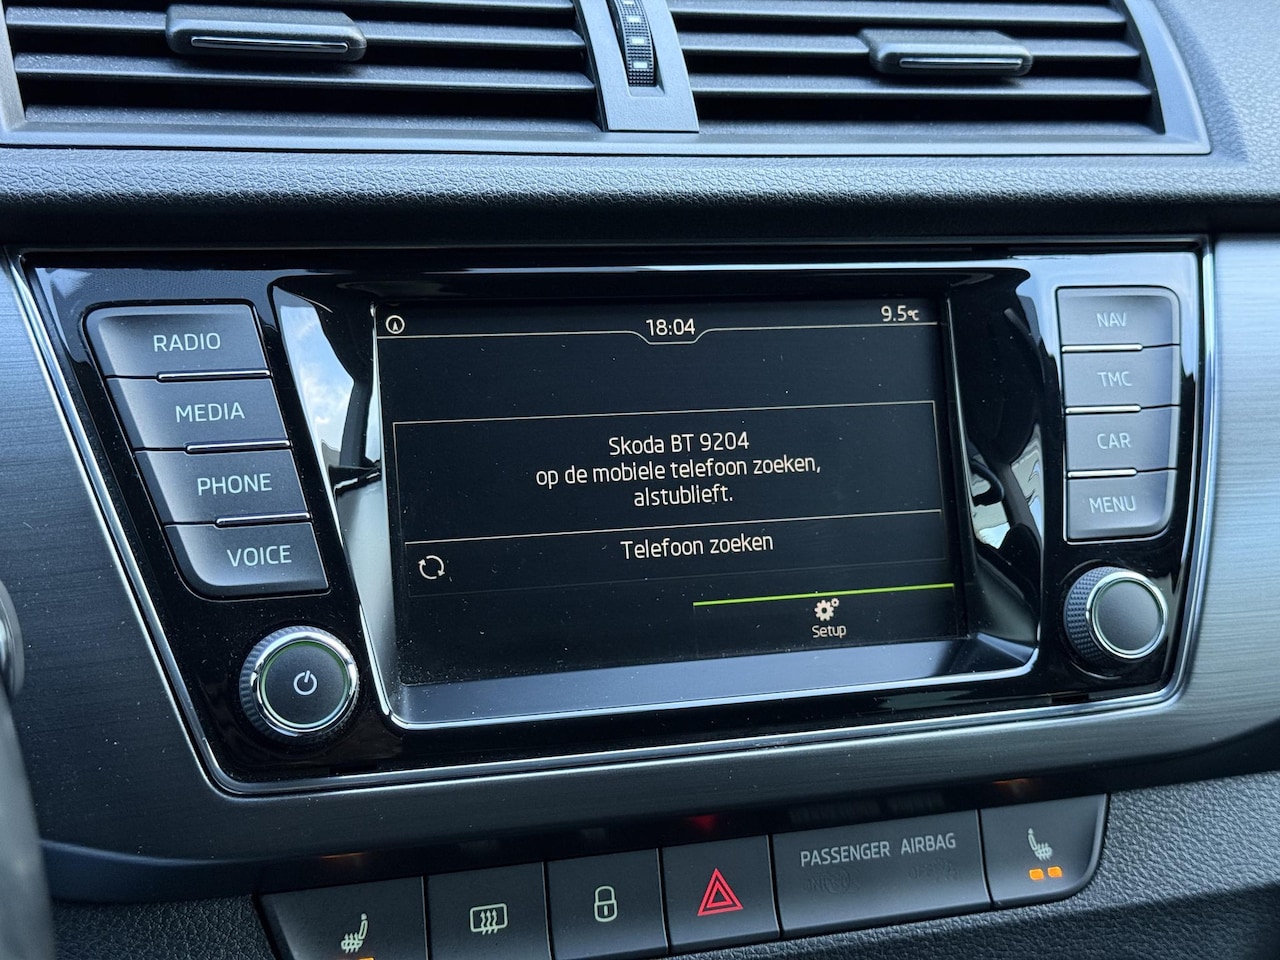 18:04
9.5°C
RADIO
MEDIA
PHONE
VOICE
Skoda BT 9204
op de mobiele telefoon zoeken,
alstublieft.
Telefoon zoeken
Setup
NAV
TMC
CAR
MENU
PASSENGER AIRBAG